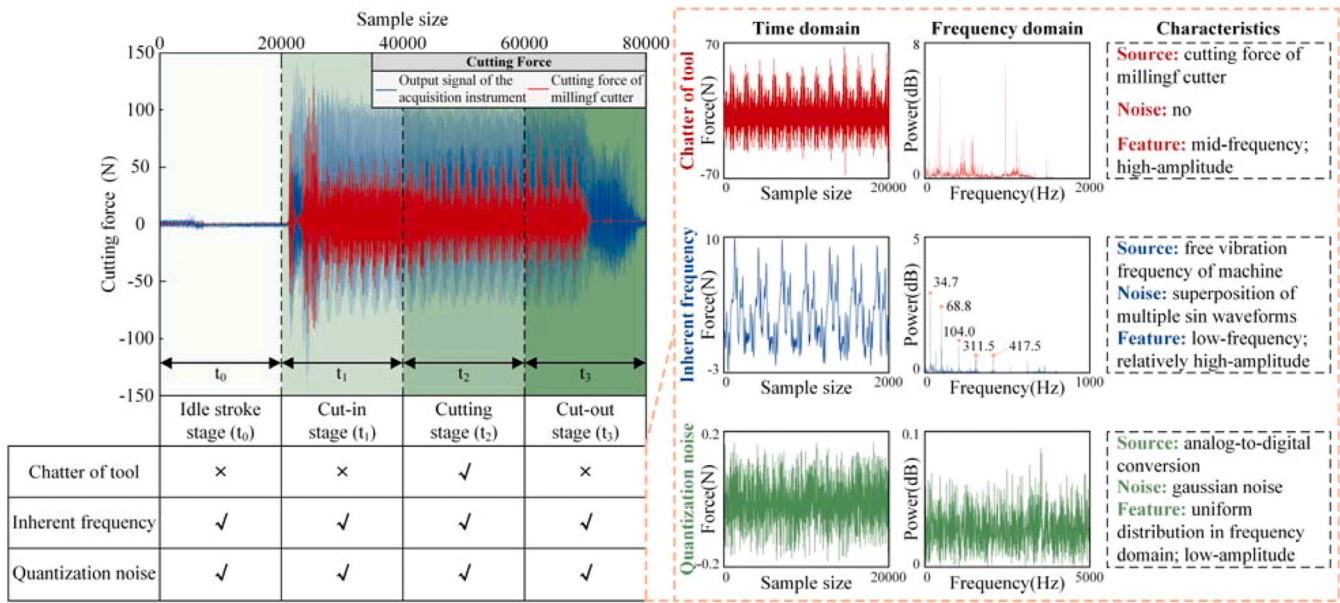 Sample size
0 20000 40000 60000 80000
Cutting force (N)
150
100
50
0
-50
-100
-150
Cutting Force
Output signal of the acquisition instrument
Cutting force of millingf cutter
t0 t1 t2 t3
Idle stroke stage (t0)
Cut-in stage (t1)
Cutting stage (t2)
Cut-out stage (t3)
Chatter of tool × × √ ×
Inherent frequency √ √ √ √
Quantization noise √ √ √ √
Time domain
Frequency domain
Characteristics
Chatter of tool
Force(N)
70
-70
0 20000
Sample size
Power(dB)
8
0
0 2000
Frequency(Hz)
Source: cutting force of
millingf cutter
Noise: no
Feature: mid-frequency;
high-amplitude
Inherent frequency
Force(N)
10
-3
0 2000
Sample size
Power(dB)
5
0
34.7
68.8
104.0
311.5
417.5
0 1000
Frequency(Hz)
Source: free vibration
frequency of machine
Noise: superposition of
multiple sin waveforms
Feature: low-frequency;
relatively high-amplitude
Quantization noise
Force(N)
0.2
-0.2
0 20000
Sample size
Power(dB)
0.1
0
0 5000
Frequency(Hz)
Source: analog-to-digital
conversion
Noise: gaussian noise
Feature: uniform
distribution in frequency
domain; low-amplitude